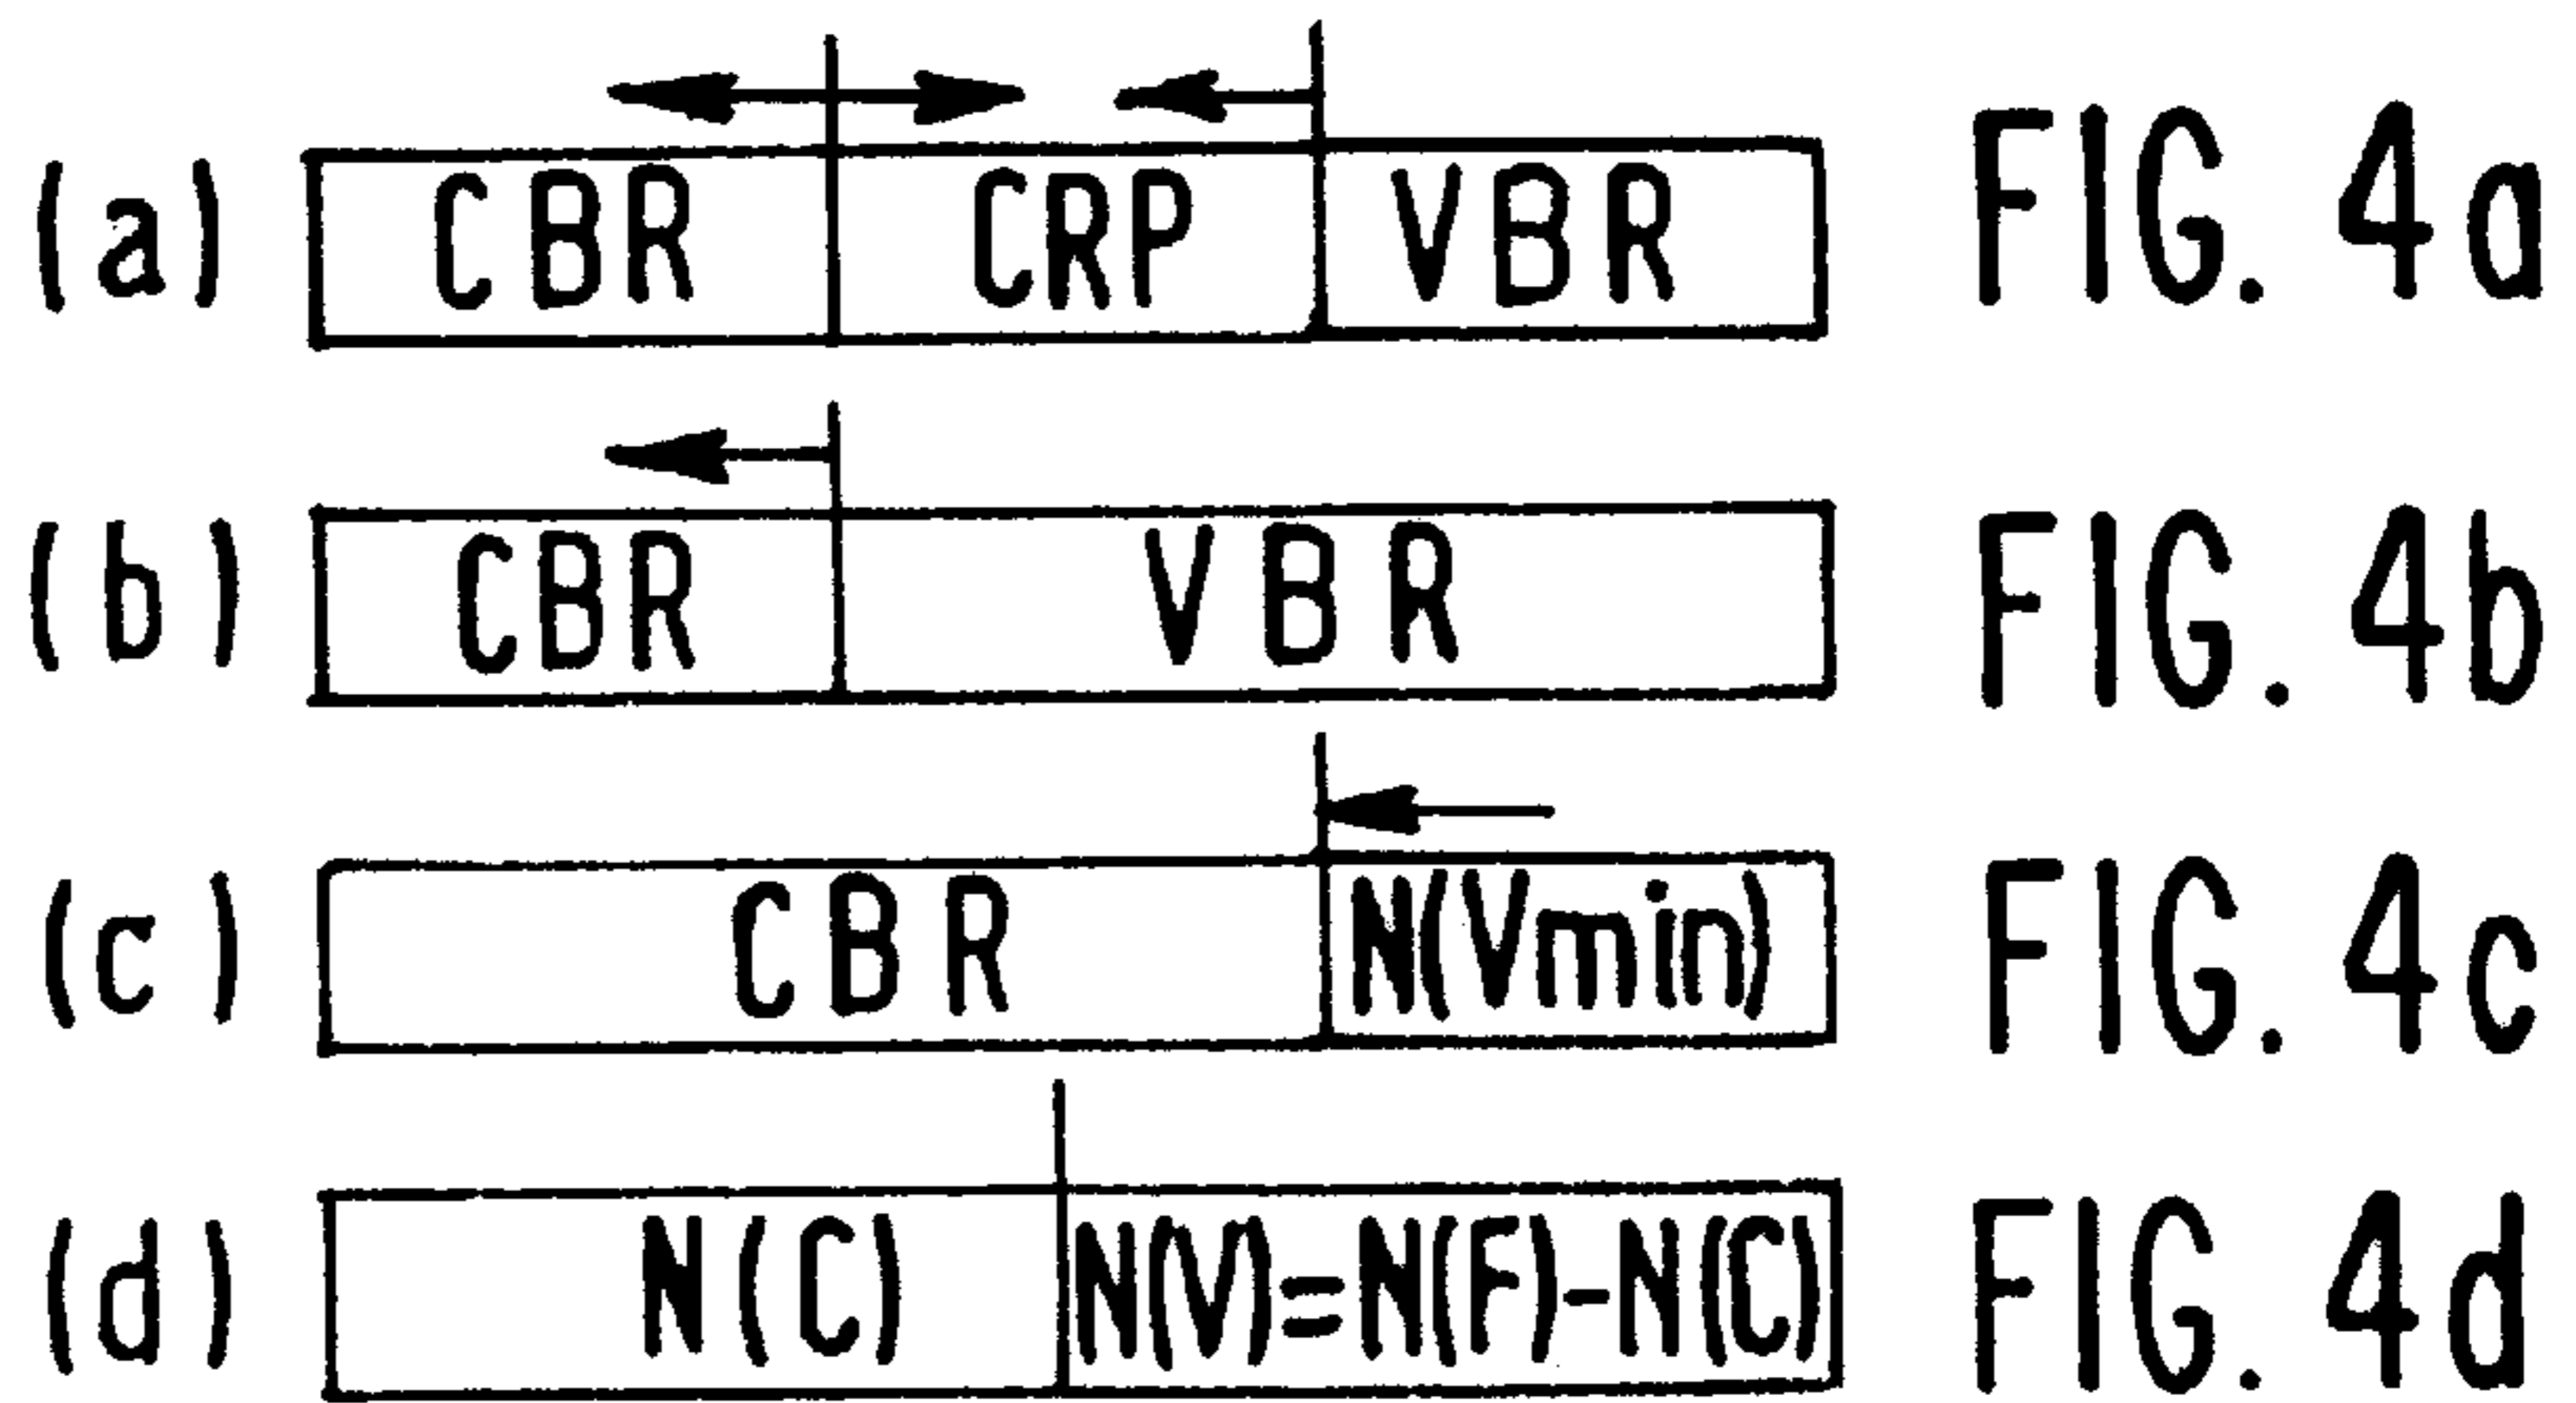 (a) CBR CRP VBR FIG. 4a
(b) CBR VBR FIG. 4b
(c) CBR N(Vmin) FIG. 4c
(d) N(C) N(V)=N(F)-N(C) FIG. 4d